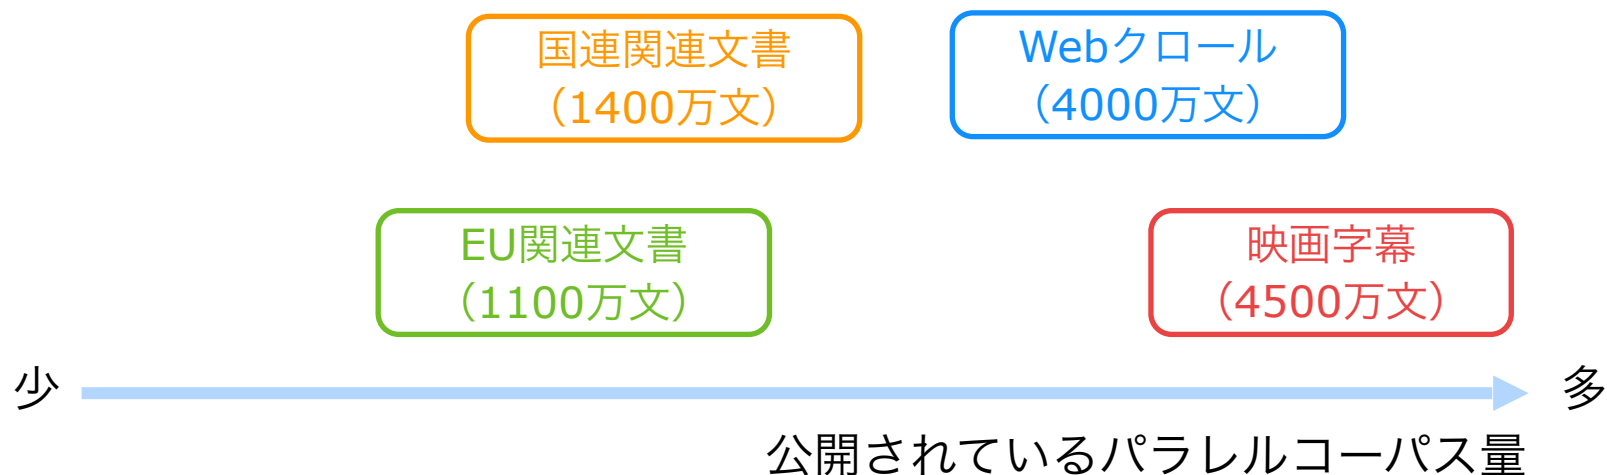 国連関連文書
（1400万文）
Webクロール
（4000万文）
EU関連文書
（1100万文）
映画字幕
（4500万文）
少
多
公開されているパラレルコーパス量